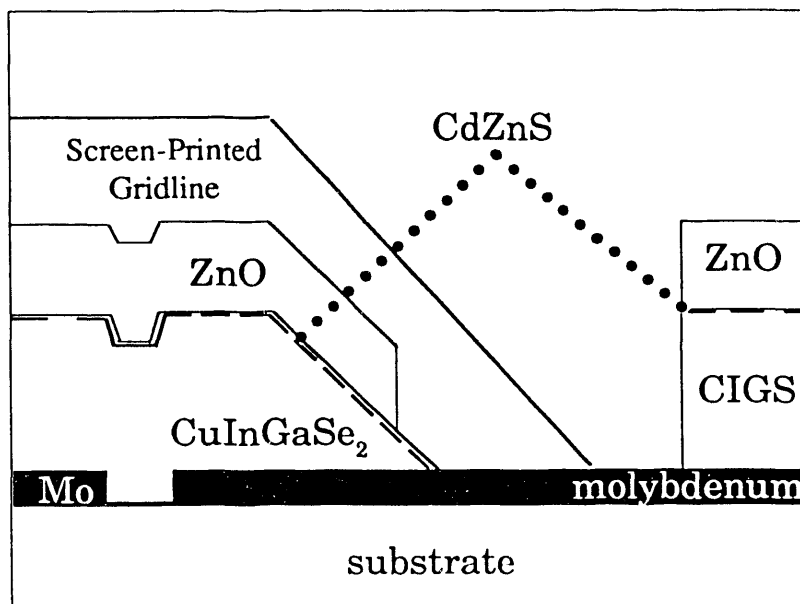 CdZnS
Screen-Printed
Gridline
ZnO
ZnO
CIGS
CuInGaSe₂
Mo
molybdenum
substrate